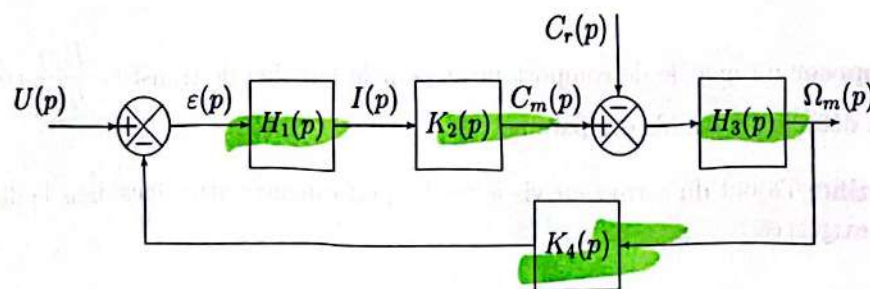 C_r(p)
U(p) ε(p) I(p) C_m(p) Ω_m(p)
+ H_1(p) K_2(p) + − H_3(p)
−
K_4(p)